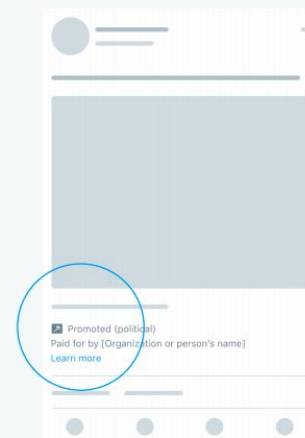 Promoted (political)
Paid for by [Organization or person's name]
Learn more